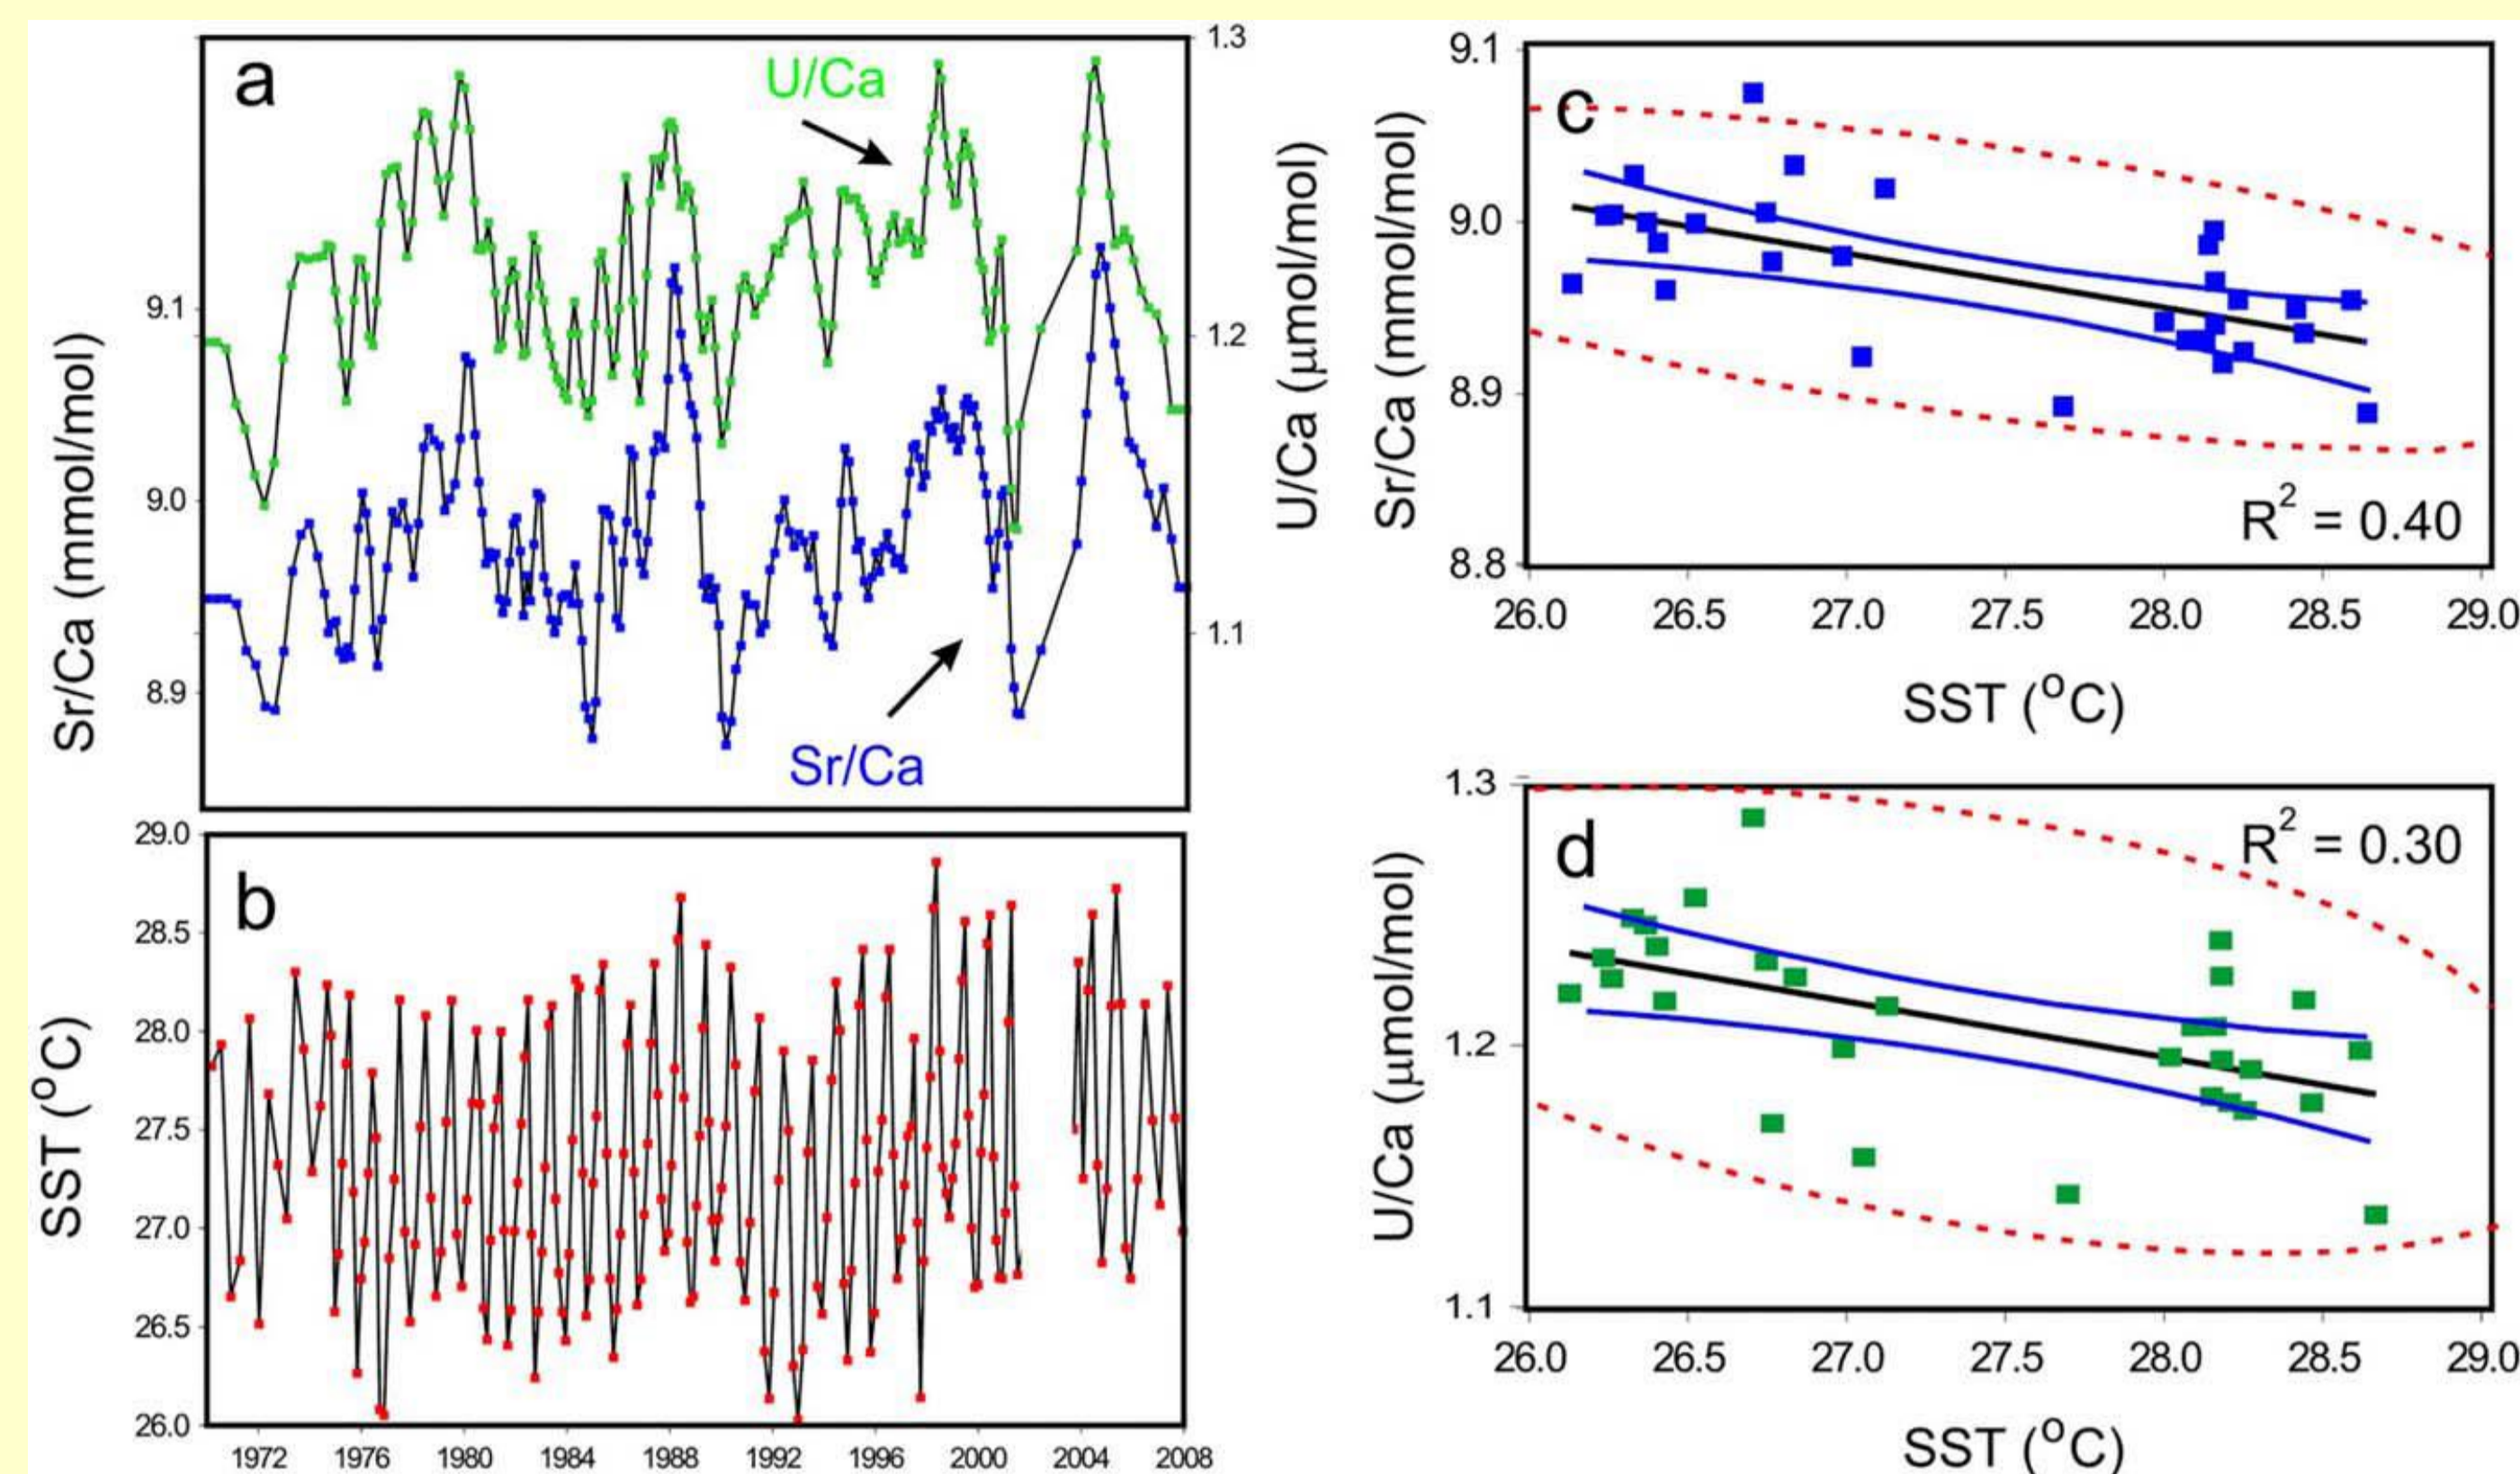 a
U/Ca
Sr/Ca
Sr/Ca (mmol/mol)
9.1
9.0
8.9
1.3
1.2
1.1
U/Ca (μmol/mol)
b
SST (°C)
29.0
28.5
28.0
27.5
27.0
26.5
26.0
1972 1976 1980 1984 1988 1992 1996 2000 2004 2008
c
Sr/Ca (mmol/mol)
9.1
9.0
8.9
8.8
R² = 0.40
26.0 26.5 27.0 27.5 28.0 28.5 29.0
SST (°C)
d
R² = 0.30
U/Ca (μmol/mol)
1.3
1.2
1.1
26.0 26.5 27.0 27.5 28.0 28.5 29.0
SST (°C)